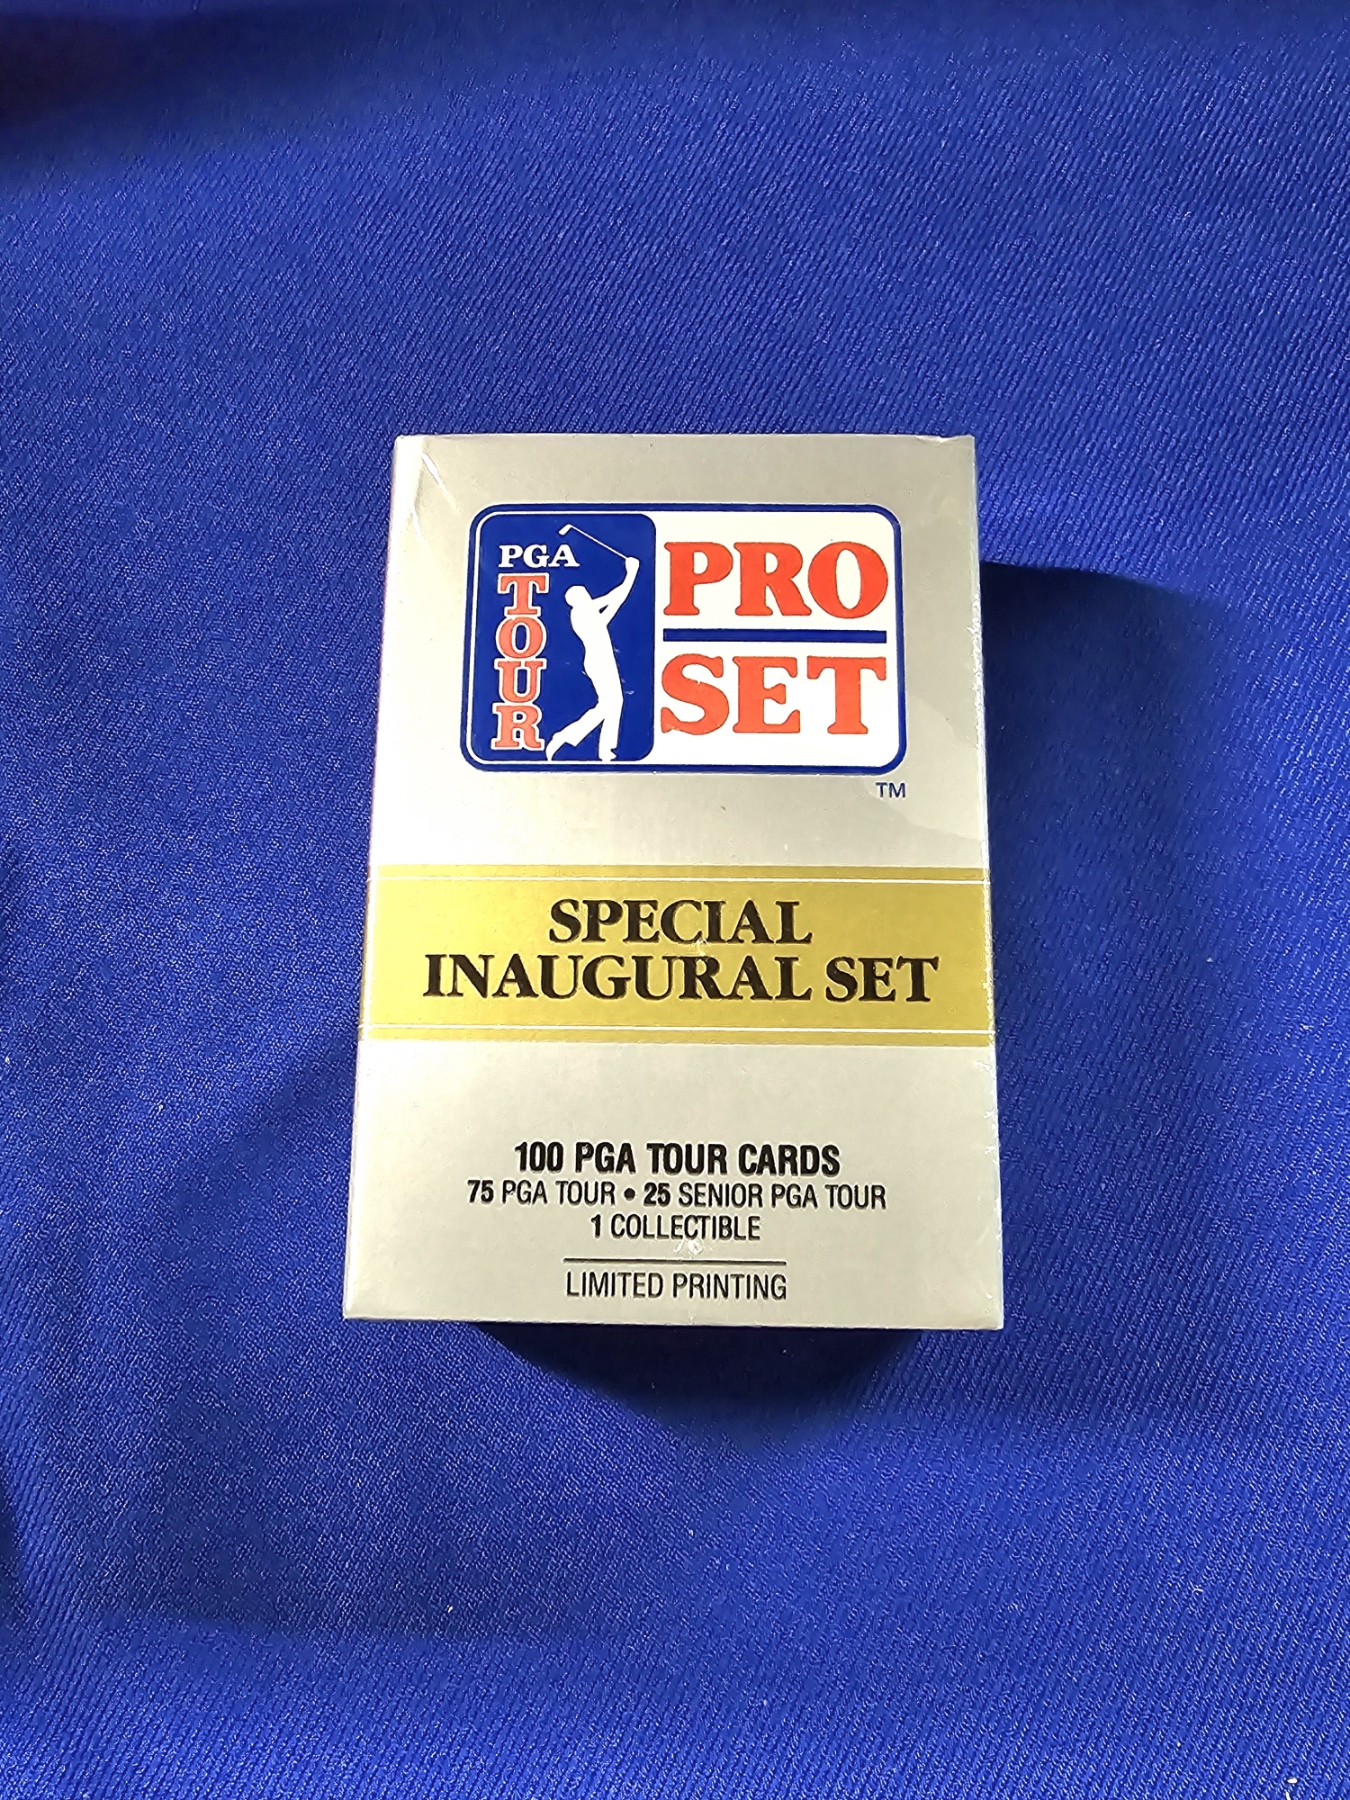 PGA
TOUR
PRO
SET
TM
SPECIAL
INAUGURAL SET
100 PGA TOUR CARDS
75 PGA TOUR • 25 SENIOR PGA TOUR
1 COLLECTIBLE
LIMITED PRINTING